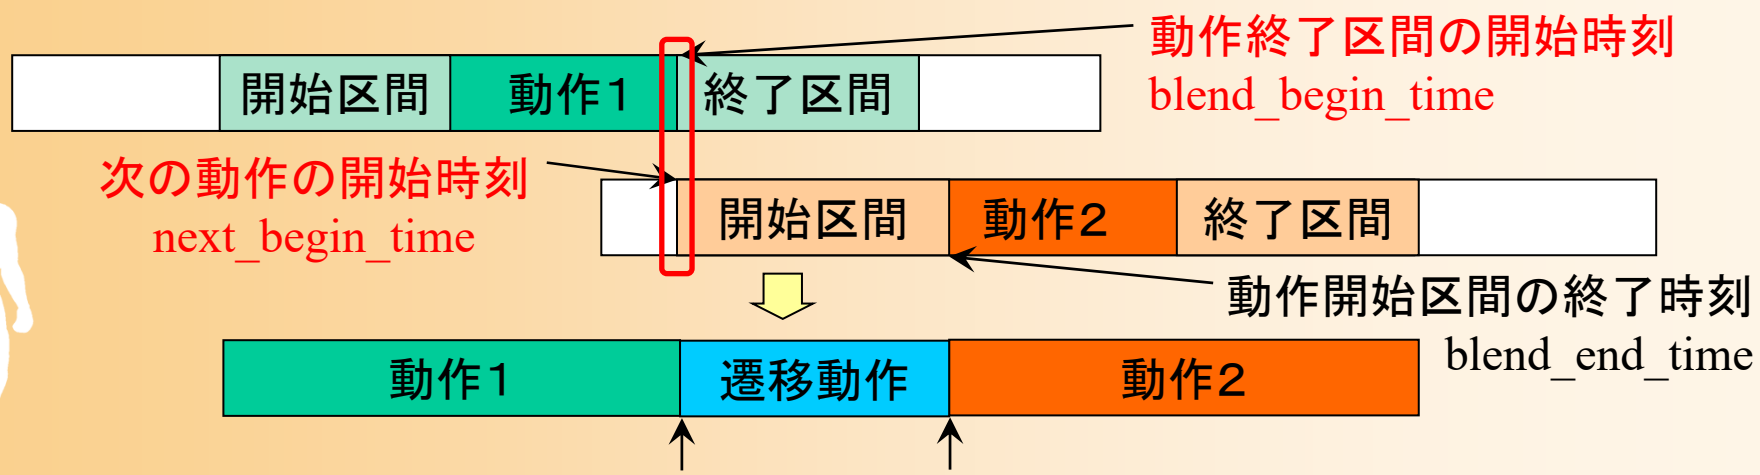 動作終了区間の開始時刻
blend_begin_time
開始区間 動作1 終了区間
次の動作の開始時刻
next_begin_time
開始区間 動作2 終了区間
動作開始区間の終了時刻
blend_end_time
動作1 遷移動作 動作2